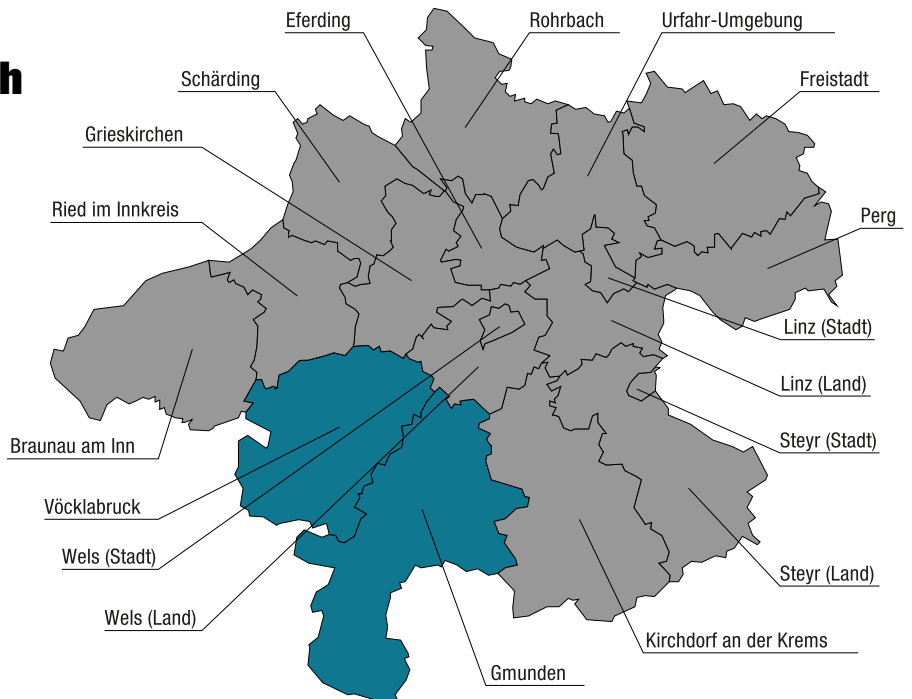 Eferding
Rohrbach
Urfahr-Umgebung
h
Schärding
Freistadt
Grieskirchen
Ried im Innkreis
Perg
Linz (Stadt)
Linz (Land)
Steyr (Stadt)
Braunau am Inn
Vöcklabruck
Wels (Stadt)
Steyr (Land)
Wels (Land)
Kirchdorf an der Krems
Gmunden